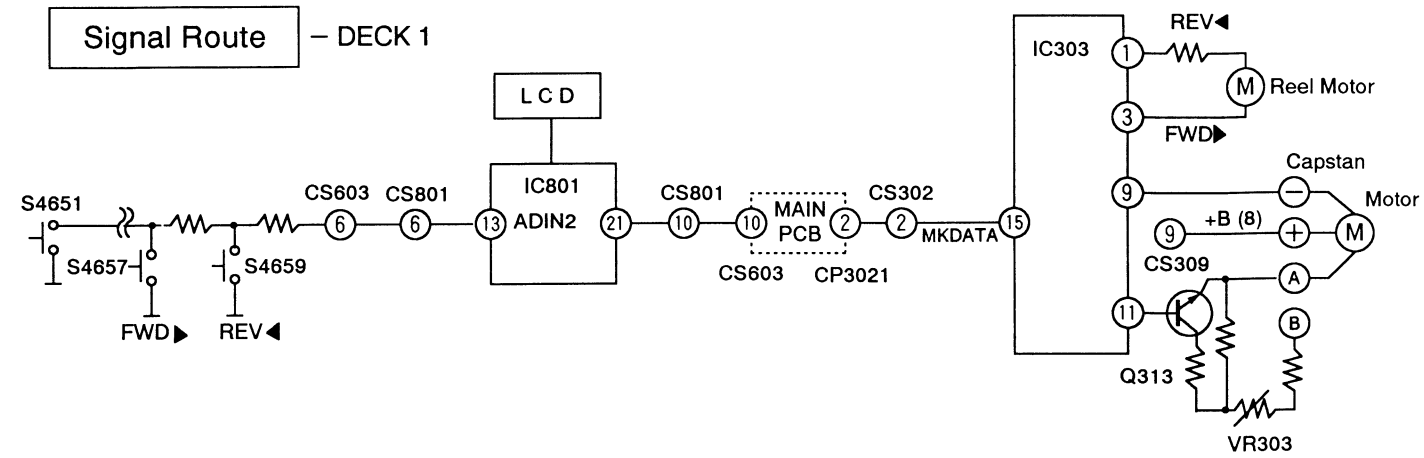 Signal Route – DECK 1
LCD
IC801
ADIN2
13
21
S4651
S4657
S4659
FWD▶
REV◀
CS603
6
CS801
6
CS801
10
10
MAIN
PCB
2
CS603
CP3021
CS302
2
MKDATA
15
IC303
1
3
9
11
REV◀
M
Reel Motor
FWD▶
Capstan
Motor
−
+
M
9
+B (8)
CS309
A
B
Q313
VR303